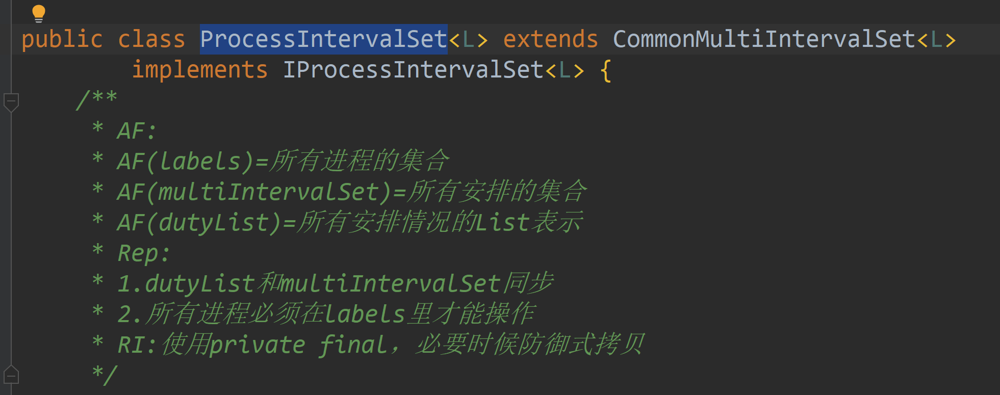 public class ProcessIntervalSet<L> extends CommonMultiIntervalSet<L>
implements IProcessIntervalSet<L> {
/**
* AF:
* AF(labels)=所有进程的集合
* AF(multiIntervalSet)=所有安排的集合
* AF(dutyList)=所有安排情况的List表示
* Rep:
* 1.dutyList和multiIntervalSet同步
* 2.所有进程必须在labels里才能操作
* RI:使用private final，必要时候防御式拷贝
*/